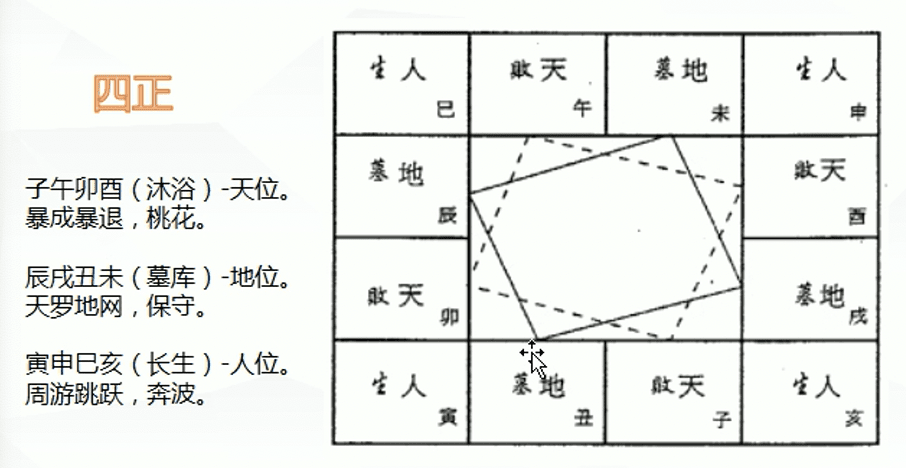 四正
子午卯酉（沐浴）-天位。
暴成暴退，桃花。
辰戌丑未（墓库）-地位。
天罗地网，保守。
寅申巳亥（长生）-人位。
周游跳跃，奔波。
生人
巳
敗天
午
墓地
未
生人
申
墓地
辰
敗天
酉
敗天
卯
墓地
戌
生人
寅
墓地
丑
敗天
子
生人
亥